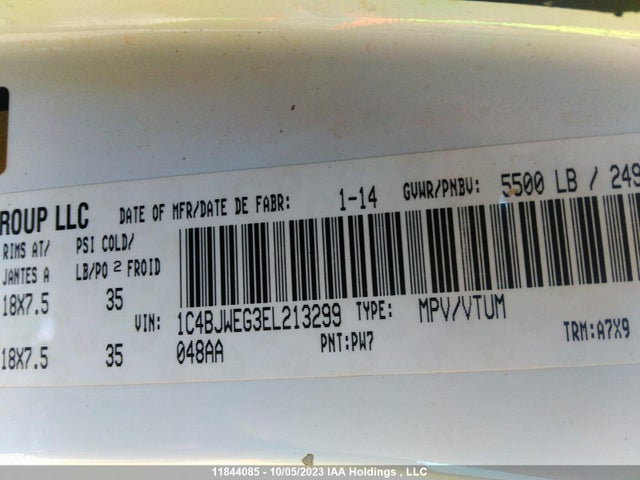 ROUP LLC DATE OF MFR/DATE DE FABR: 1-14 GVWR/PNBV: 5500 LB / 249
RIMS AT/ PSI COLD/
JANTES A LB/PO 2 FROID
18X7.5 35
VIN: 1C4BJWEG3EL213299 TYPE: MPV/VTUM
18X7.5 35 048AA PNT:PW7 TRM:A7X9
11844085 - 10/05/2023 IAA Holdings , LLC